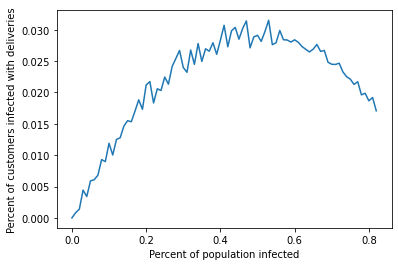 Percent of customers infected with deliveries
0.030
0.025
0.020
0.015
0.010
0.005
0.000
0.0 0.2 0.4 0.6 0.8
Percent of population infected